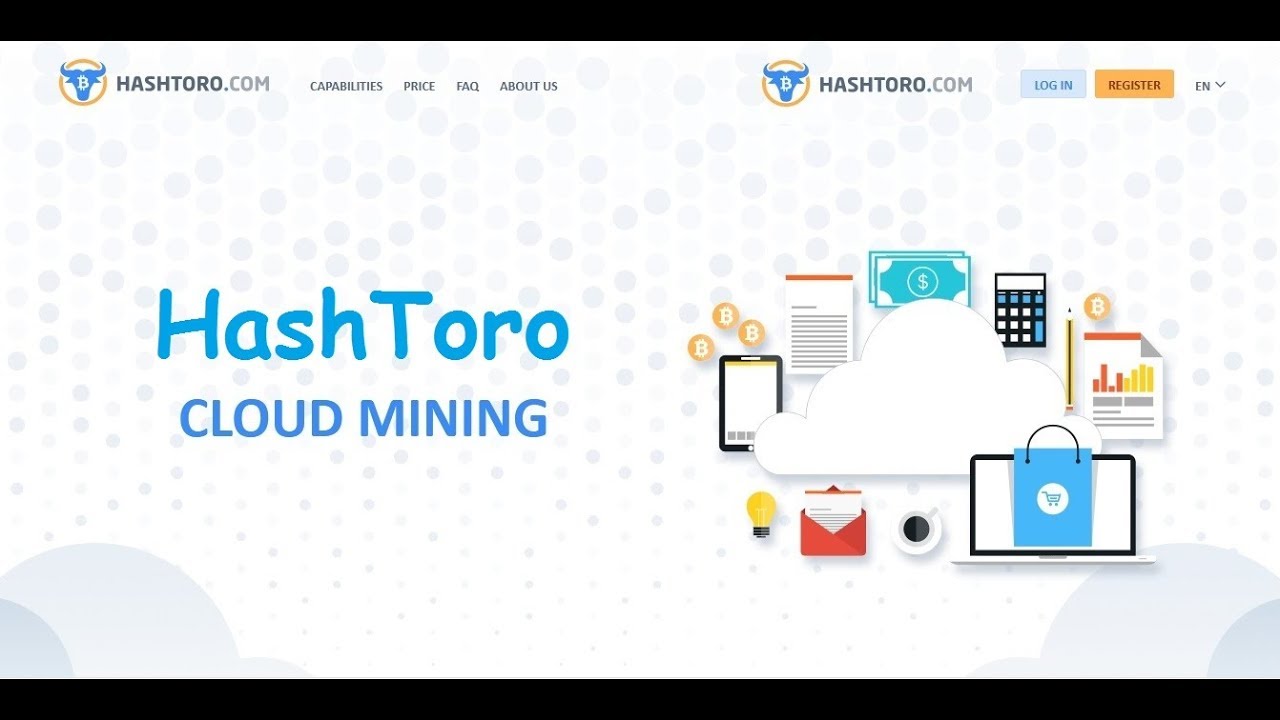 HASHTORO.COM CAPABILITIES PRICE FAQ ABOUT US HASHTORO.COM LOG IN REGISTER EN
HashToro
CLOUD MINING